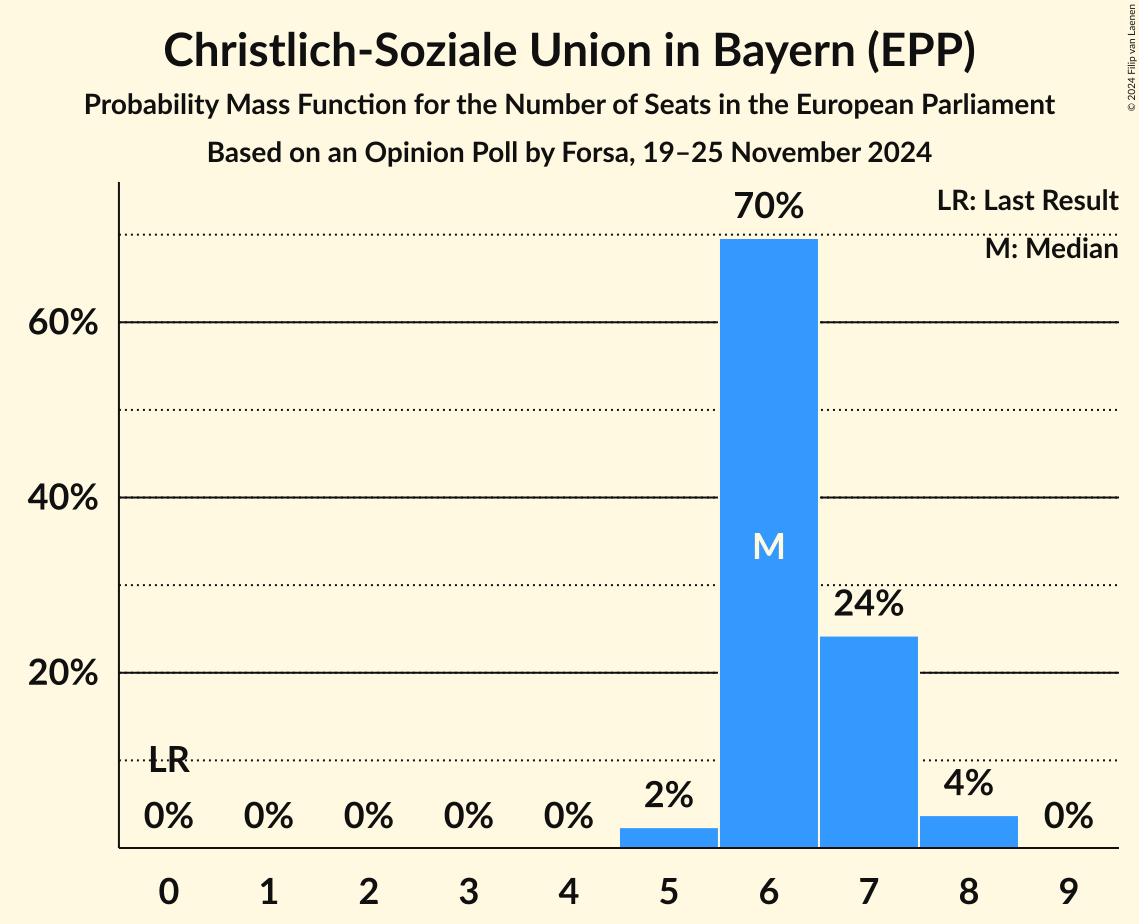 Christlich-Soziale Union in Bayern (EPP)
Probability Mass Function for the Number of Seats in the European Parliament
Based on an Opinion Poll by Forsa, 19–25 November 2024
© 2024 Filip van Laenen
LR: Last Result
M: Median
70%
60%
40%
M
24%
20%
LR
4%
2%
0% 0% 0% 0% 0% 0%
0 1 2 3 4 5 6 7 8 9